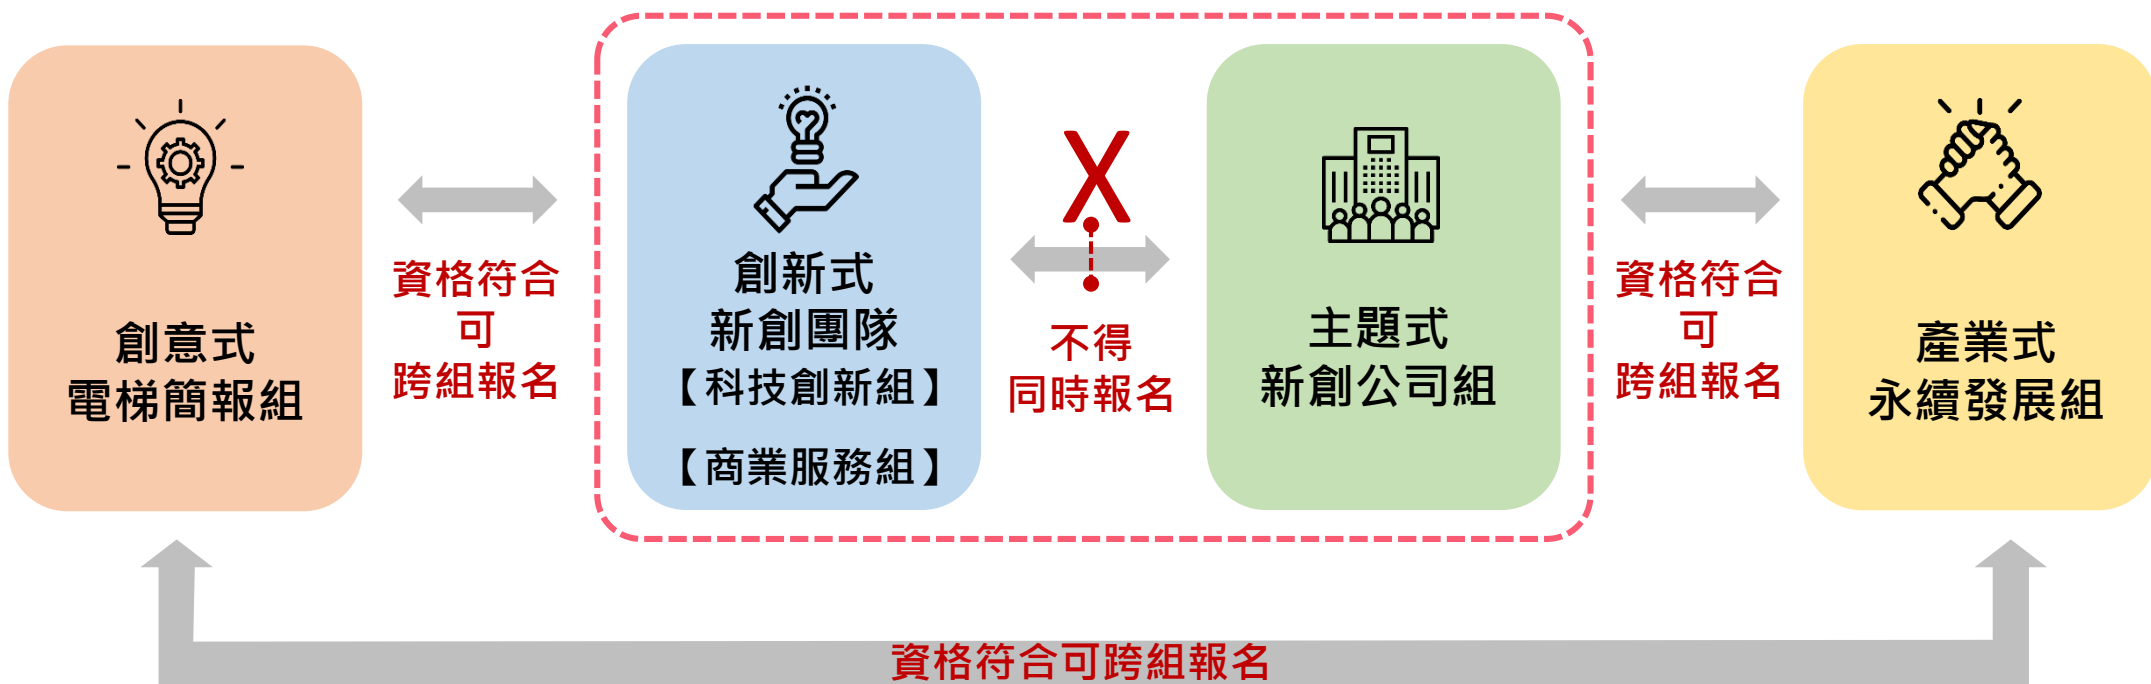 創意式
電梯簡報組
資格符合
可
跨組報名
創新式
新創團隊
【科技創新組】
【商業服務組】
X
不得
同時報名
主題式
新創公司組
資格符合
可
跨組報名
產業式
永續發展組
資格符合可跨組報名